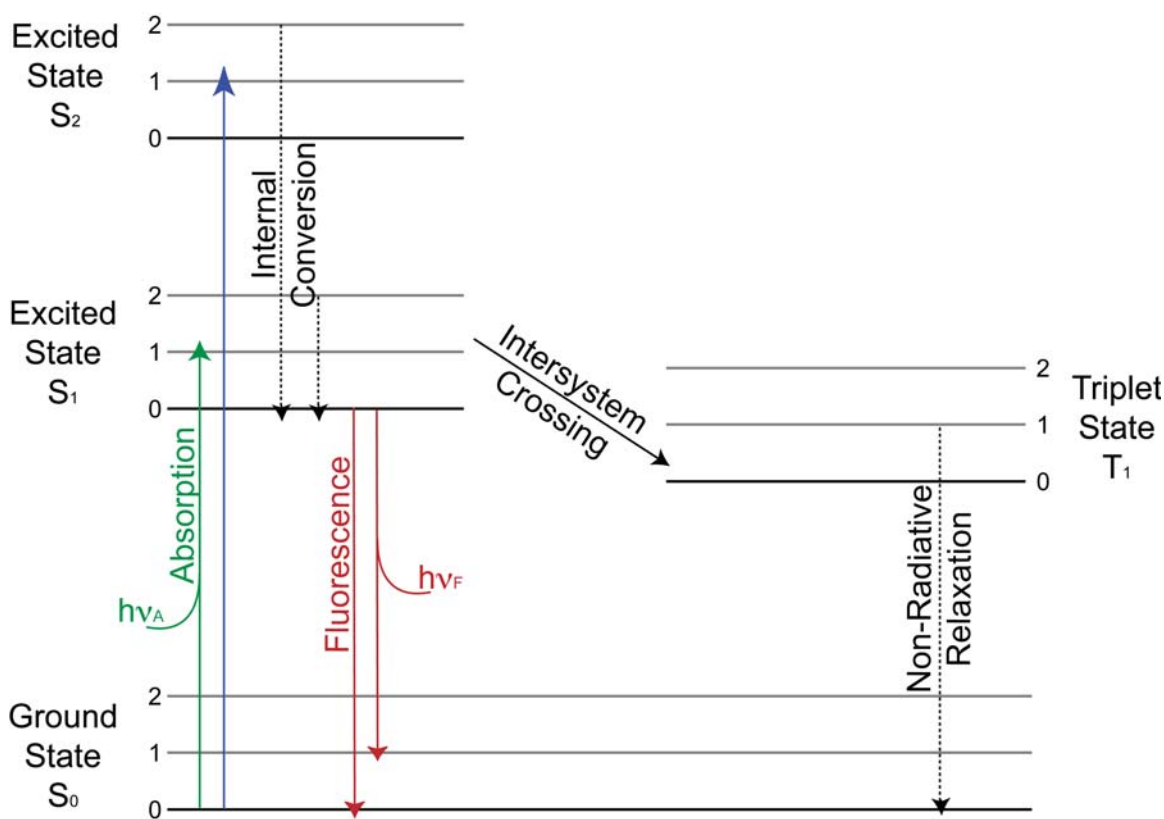 Excited
State
S₂
2
1
0
Internal
Conversion
Excited
State
S₁
2
1
0
Intersystem
Crossing
2
1
0
Triplet
State
T₁
Absorption
hνA
Fluorescence
hνF
Non-Radiative
Relaxation
Ground
State
S₀
2
1
0